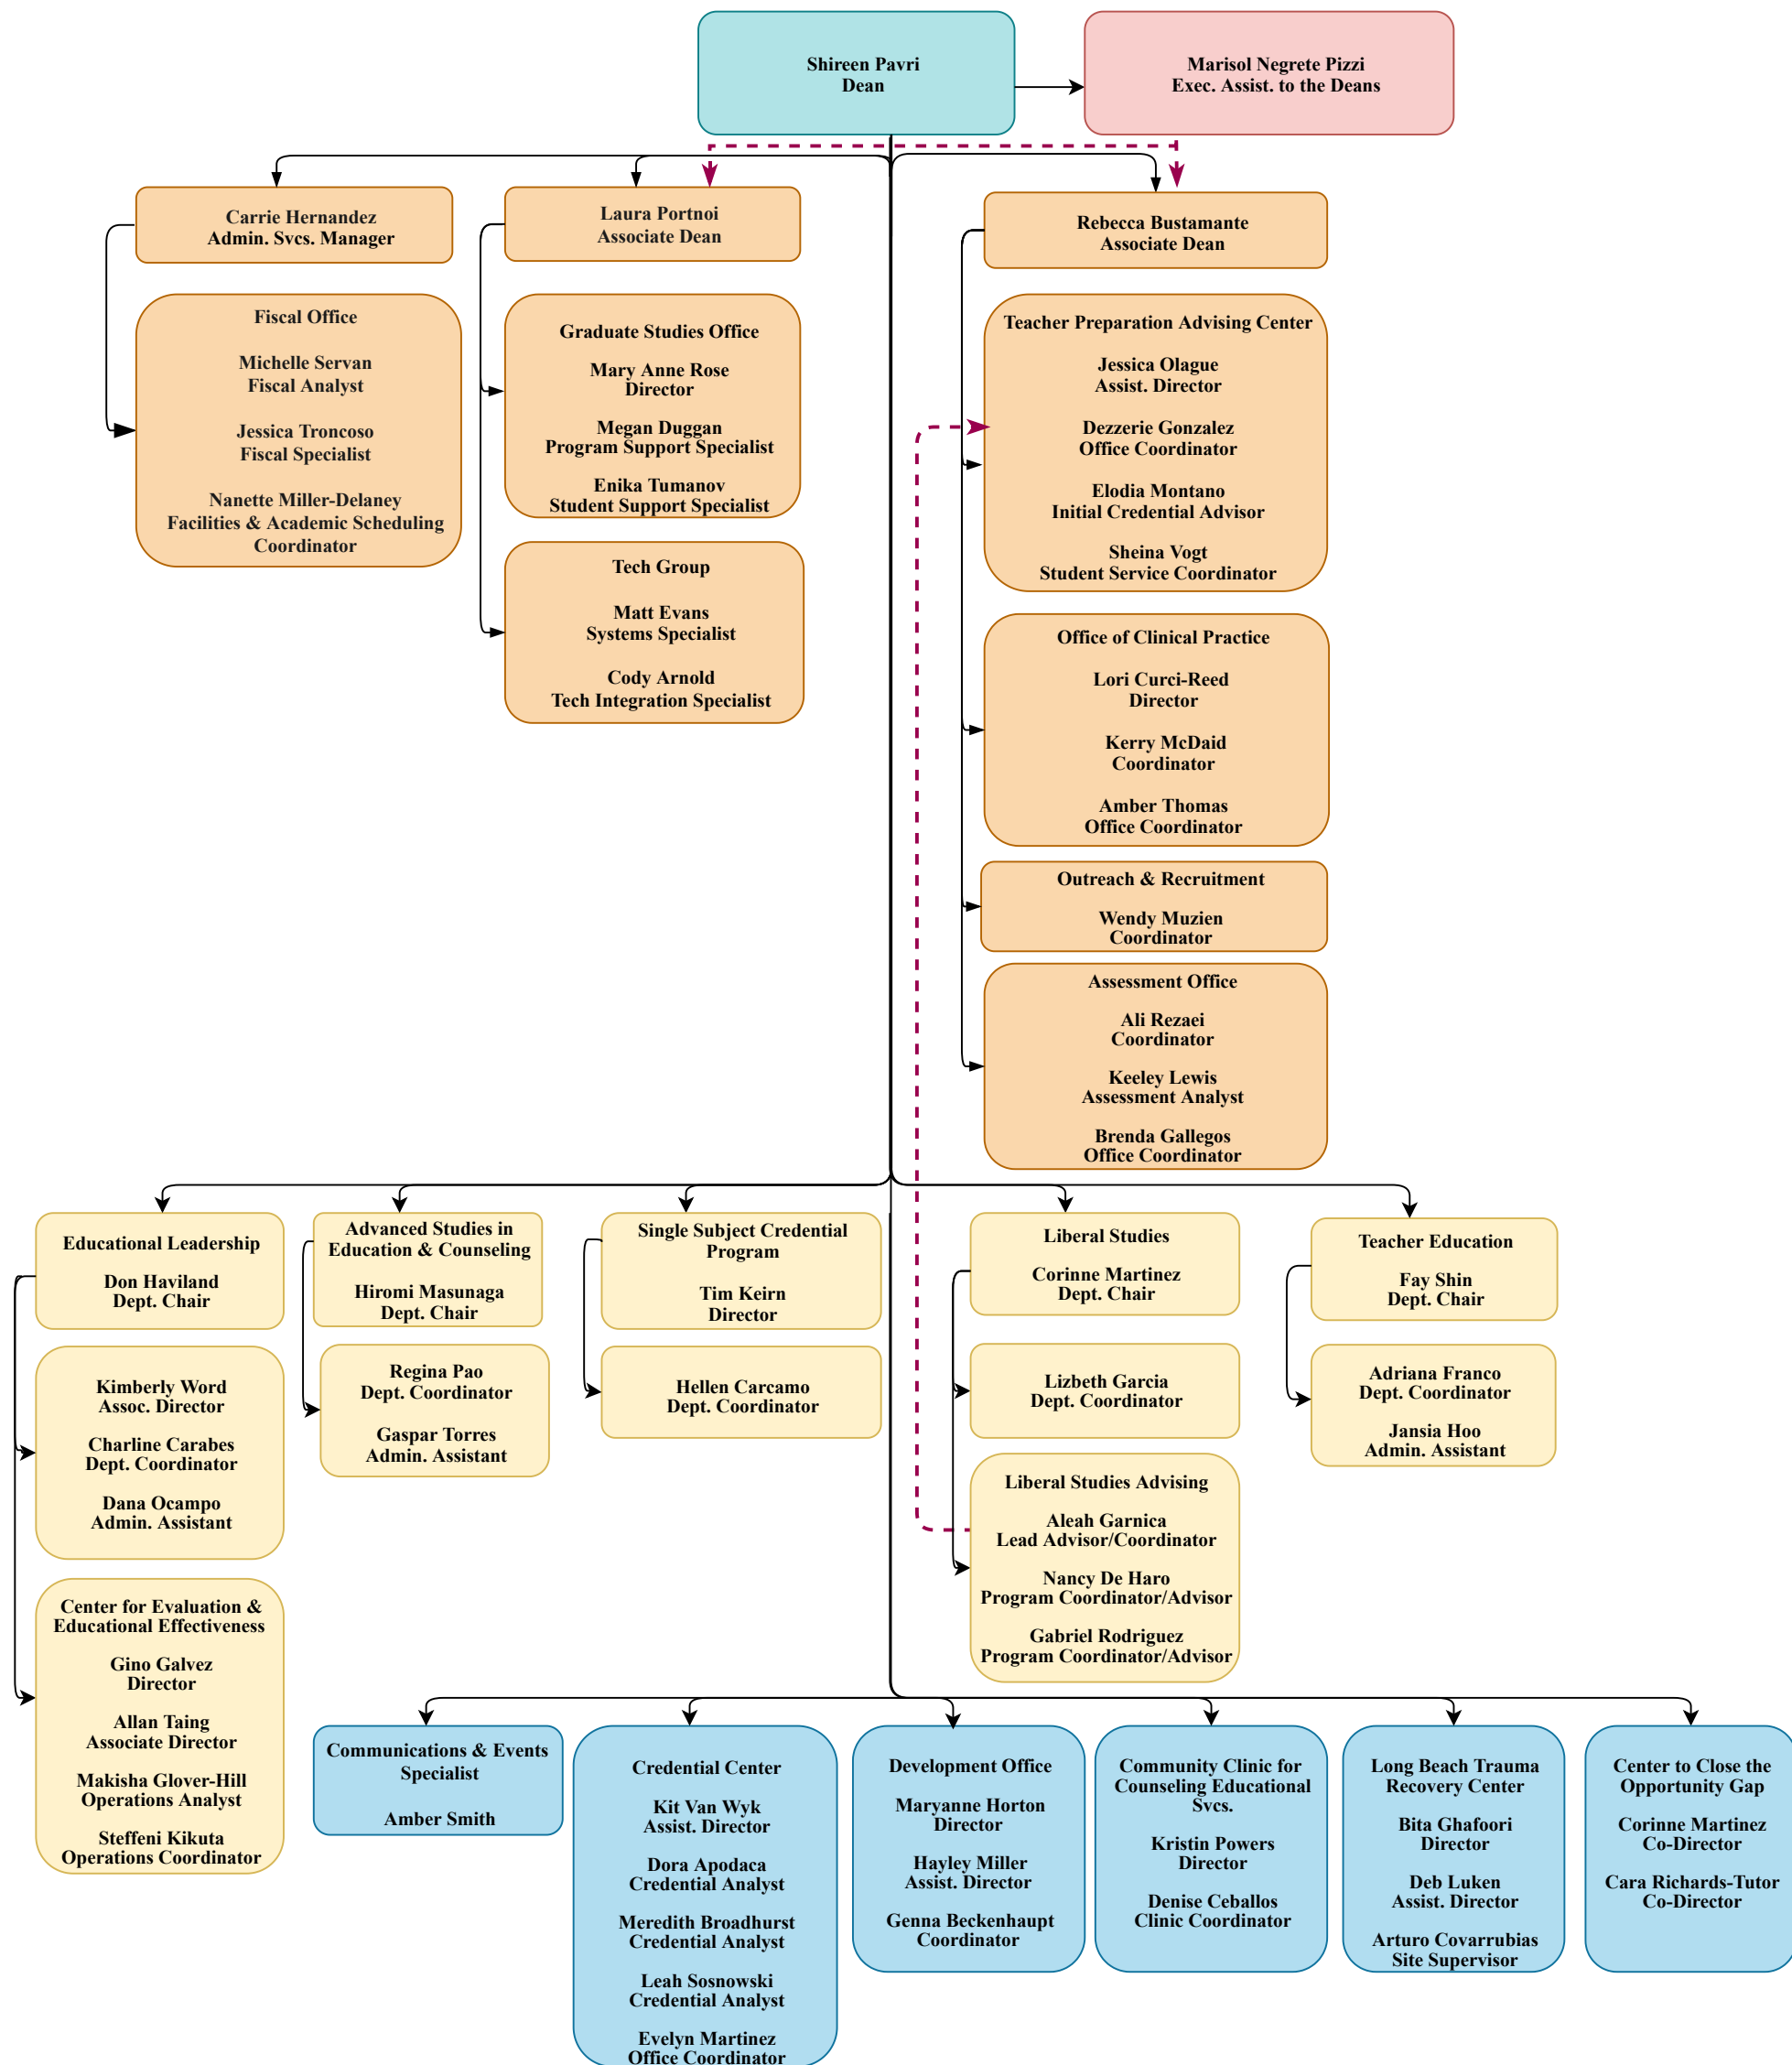 Shireen Pavri
Dean
Marisol Negrete Pizzi
Exec. Assist. to the Deans
Carrie Hernandez
Admin. Svcs. Manager
Laura Portnoi
Associate Dean
Rebecca Bustamante
Associate Dean
Fiscal Office
Michelle Servan
Fiscal Analyst
Jessica Troncoso
Fiscal Specialist
Nanette Miller-Delaney
Facilities & Academic Scheduling
Coordinator
Graduate Studies Office
Mary Anne Rose
Director
Megan Duggan
Program Support Specialist
Enika Tumanov
Student Support Specialist
Tech Group
Matt Evans
Systems Specialist
Cody Arnold
Tech Integration Specialist
Teacher Preparation Advising Center
Jessica Olague
Assist. Director
Dezzerie Gonzalez
Office Coordinator
Elodia Montano
Initial Credential Advisor
Sheina Vogt
Student Service Coordinator
Office of Clinical Practice
Lori Curci-Reed
Director
Kerry McDaid
Coordinator
Amber Thomas
Office Coordinator
Outreach & Recruitment
Wendy Muzien
Coordinator
Assessment Office
Ali Rezaei
Coordinator
Keeley Lewis
Assessment Analyst
Brenda Gallegos
Office Coordinator
Educational Leadership
Don Haviland
Dept. Chair
Kimberly Word
Assoc. Director
Charline Carabes
Dept. Coordinator
Dana Ocampo
Admin. Assistant
Center for Evaluation &
Educational Effectiveness
Gino Galvez
Director
Allan Taing
Associate Director
Makisha Glover-Hill
Operations Analyst
Steffeni Kikuta
Operations Coordinator
Advanced Studies in
Education & Counseling
Hiromi Masunaga
Dept. Chair
Regina Pao
Dept. Coordinator
Gaspar Torres
Admin. Assistant
Single Subject Credential
Program
Tim Keirn
Director
Hellen Carcamo
Dept. Coordinator
Liberal Studies
Corinne Martinez
Dept. Chair
Lizbeth Garcia
Dept. Coordinator
Liberal Studies Advising
Aleah Garnica
Lead Advisor/Coordinator
Nancy De Haro
Program Coordinator/Advisor
Gabriel Rodriguez
Program Coordinator/Advisor
Teacher Education
Fay Shin
Dept. Chair
Adriana Franco
Dept. Coordinator
Jansia Hoo
Admin. Assistant
Communications & Events
Specialist
Amber Smith
Credential Center
Kit Van Wyk
Assist. Director
Dora Apodaca
Credential Analyst
Meredith Broadhurst
Credential Analyst
Leah Sosnowski
Credential Analyst
Evelyn Martinez
Office Coordinator
Development Office
Maryanne Horton
Director
Hayley Miller
Assist. Director
Genna Beckenhaupt
Coordinator
Community Clinic for
Counseling Educational
Svcs.
Kristin Powers
Director
Denise Ceballos
Clinic Coordinator
Long Beach Trauma
Recovery Center
Bita Ghafoori
Director
Deb Luken
Assist. Director
Arturo Covarrubias
Site Supervisor
Center to Close the
Opportunity Gap
Corinne Martinez
Co-Director
Cara Richards-Tutor
Co-Director